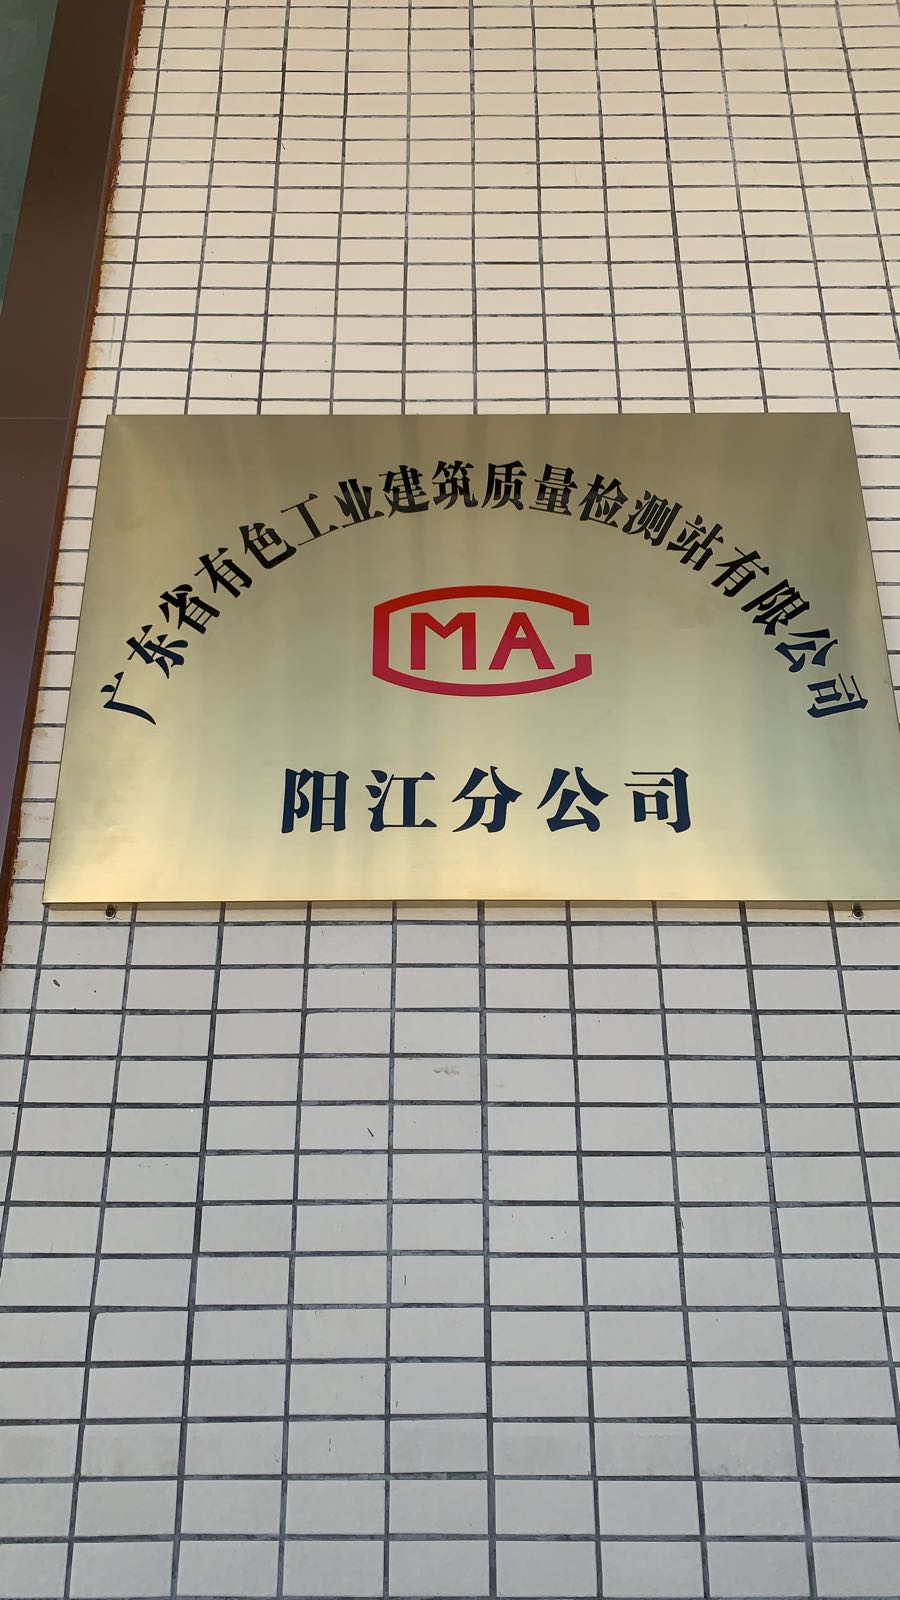 广东省有色工业建筑质量检测站有限公司
CMA
阳江分公司